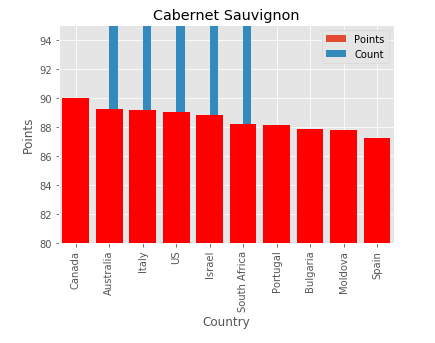 Cabernet Sauvignon
Points
Count
94
92
90
88
86
84
82
80
Points
Canada
Australia
Italy
US
Israel
South Africa
Portugal
Bulgaria
Moldova
Spain
Country